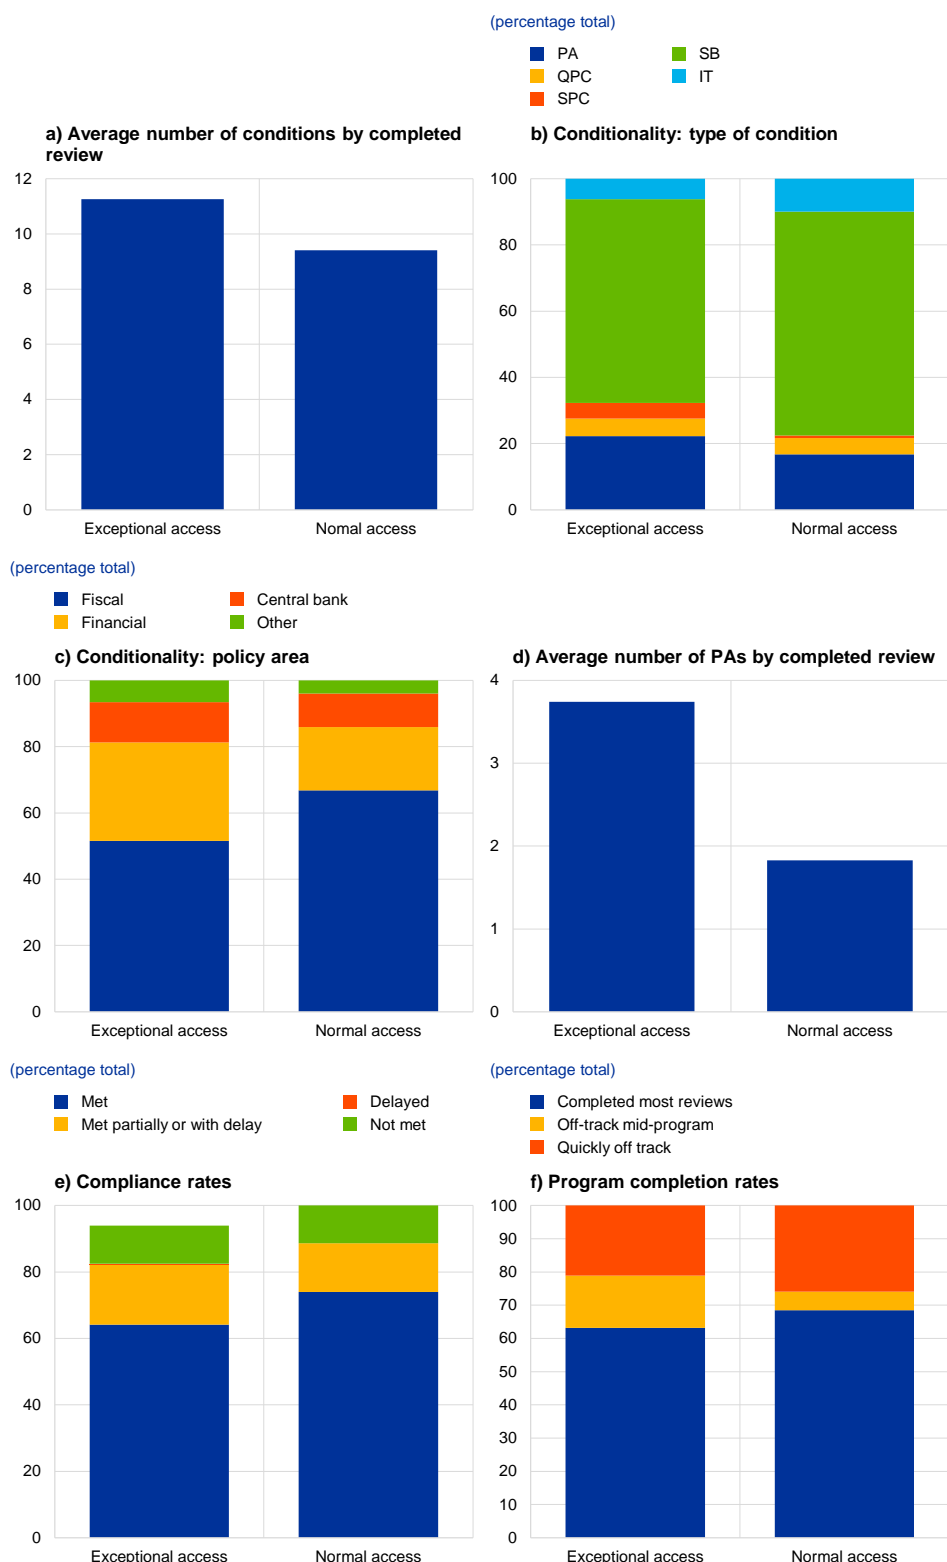 (percentage total)
PA
SB
QPC
IT
SPC
a) Average number of conditions by completed
review
b) Conditionality: type of condition
12
10
8
6
4
2
0
Exceptional access
Nomal access
100
80
60
40
20
0
Exceptional access
Normal access
(percentage total)
Fiscal
Central bank
Financial
Other
c) Conditionality: policy area
d) Average number of PAs by completed review
100
80
60
40
20
0
Exceptional access
Normal access
4
3
2
1
0
Exceptional access
Normal access
(percentage total)
Met
Delayed
Met partially or with delay
Not met
(percentage total)
Completed most reviews
Off-track mid-program
Quickly off track
e) Compliance rates
f) Program completion rates
100
80
60
40
20
0
Exceptional access
Normal access
100
90
80
70
60
50
40
30
20
10
0
Exceptional access
Normal access